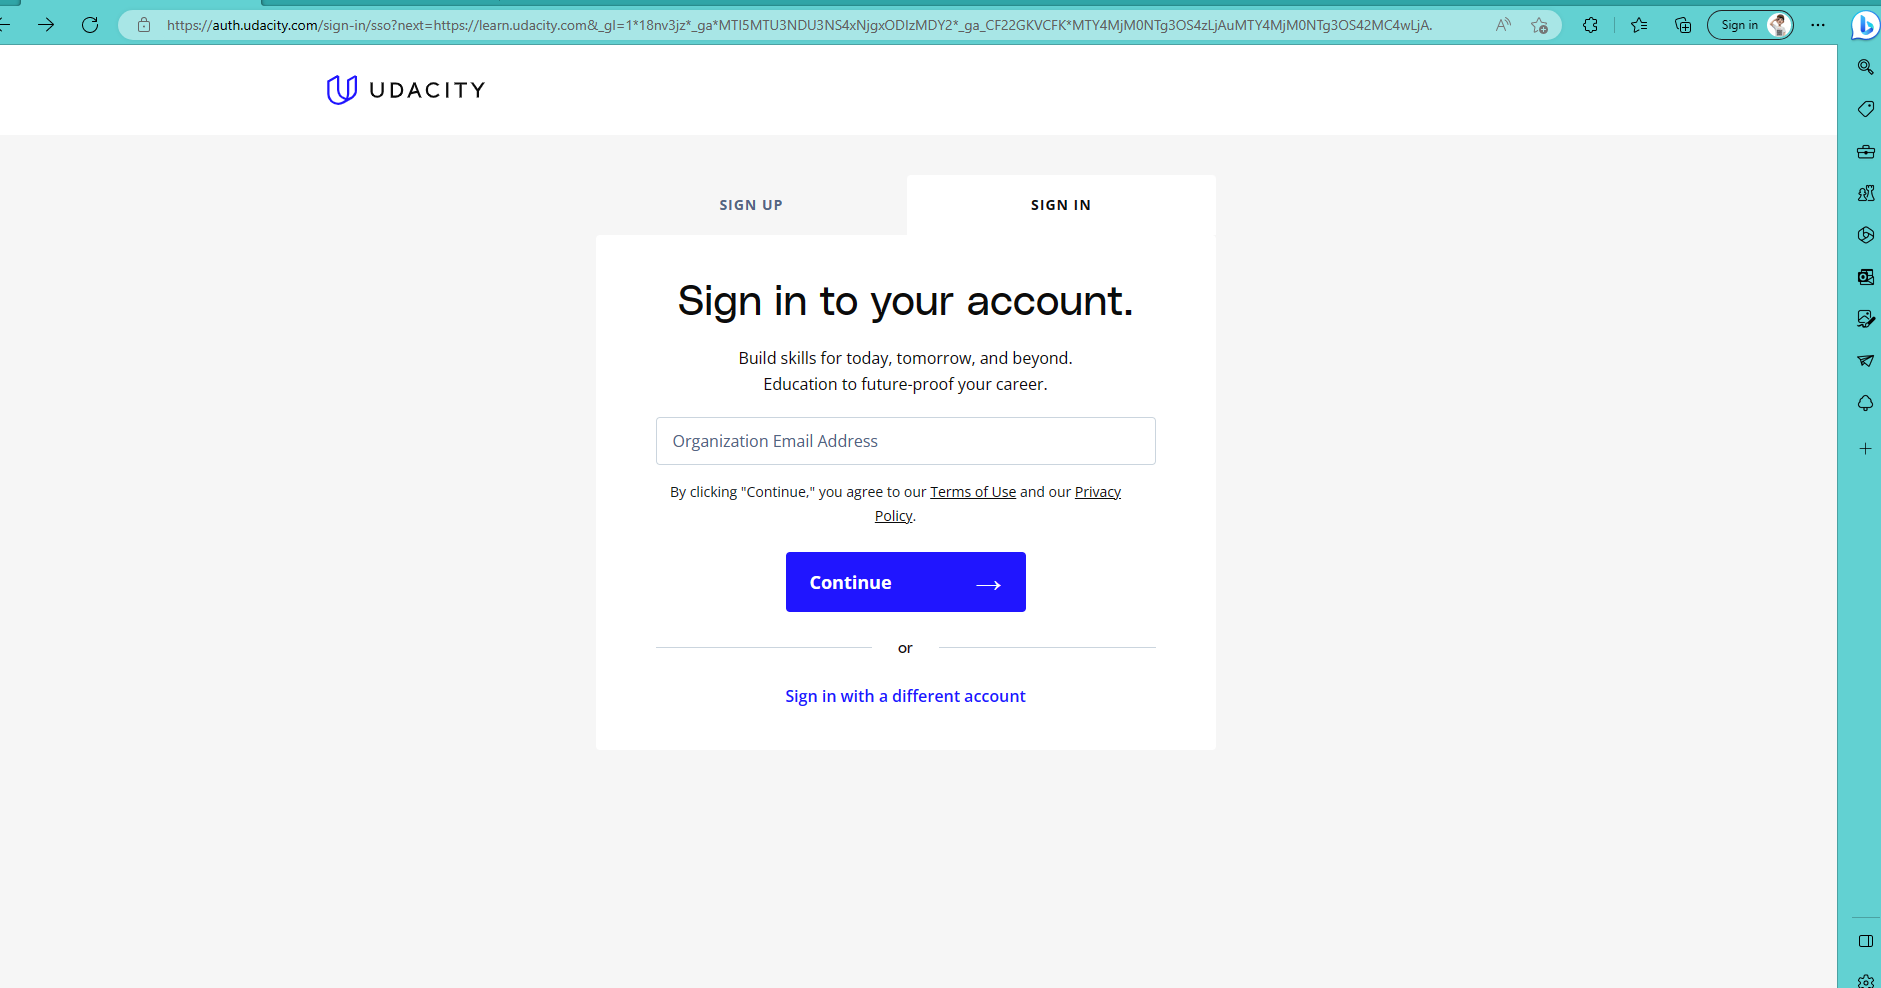 https://auth.udacity.com/sign-in/sso?next=https://learn.udacity.com&_gl=1*18nv3jz*_ga*MTI5MTU3NDU3NS4xNjgxODIzMDY2*_ga_CF22GKVCFK*MTY4MjM0NTg3OS4zLjAuMTY4MjM0NTg3OS42MC4wLjA.
Sign in
UDACITY
SIGN UP
SIGN IN
Sign in to your account.
Build skills for today, tomorrow, and beyond.
Education to future-proof your career.
Organization Email Address
By clicking "Continue," you agree to our Terms of Use and our Privacy
Policy.
Continue
or
Sign in with a different account